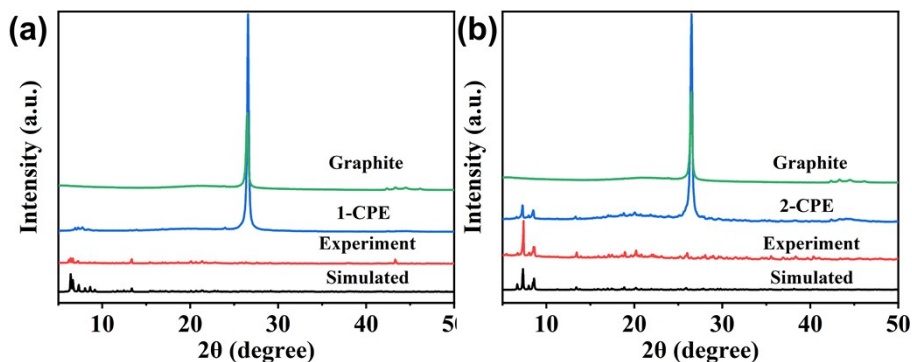 (a)
Intensity (a.u.)
Graphite
1-CPE
Experiment
Simulated
10 20 30 40 50
2θ (degree)
(b)
Intensity (a.u.)
Graphite
2-CPE
Experiment
Simulated
10 20 30 40 50
2θ (degree)